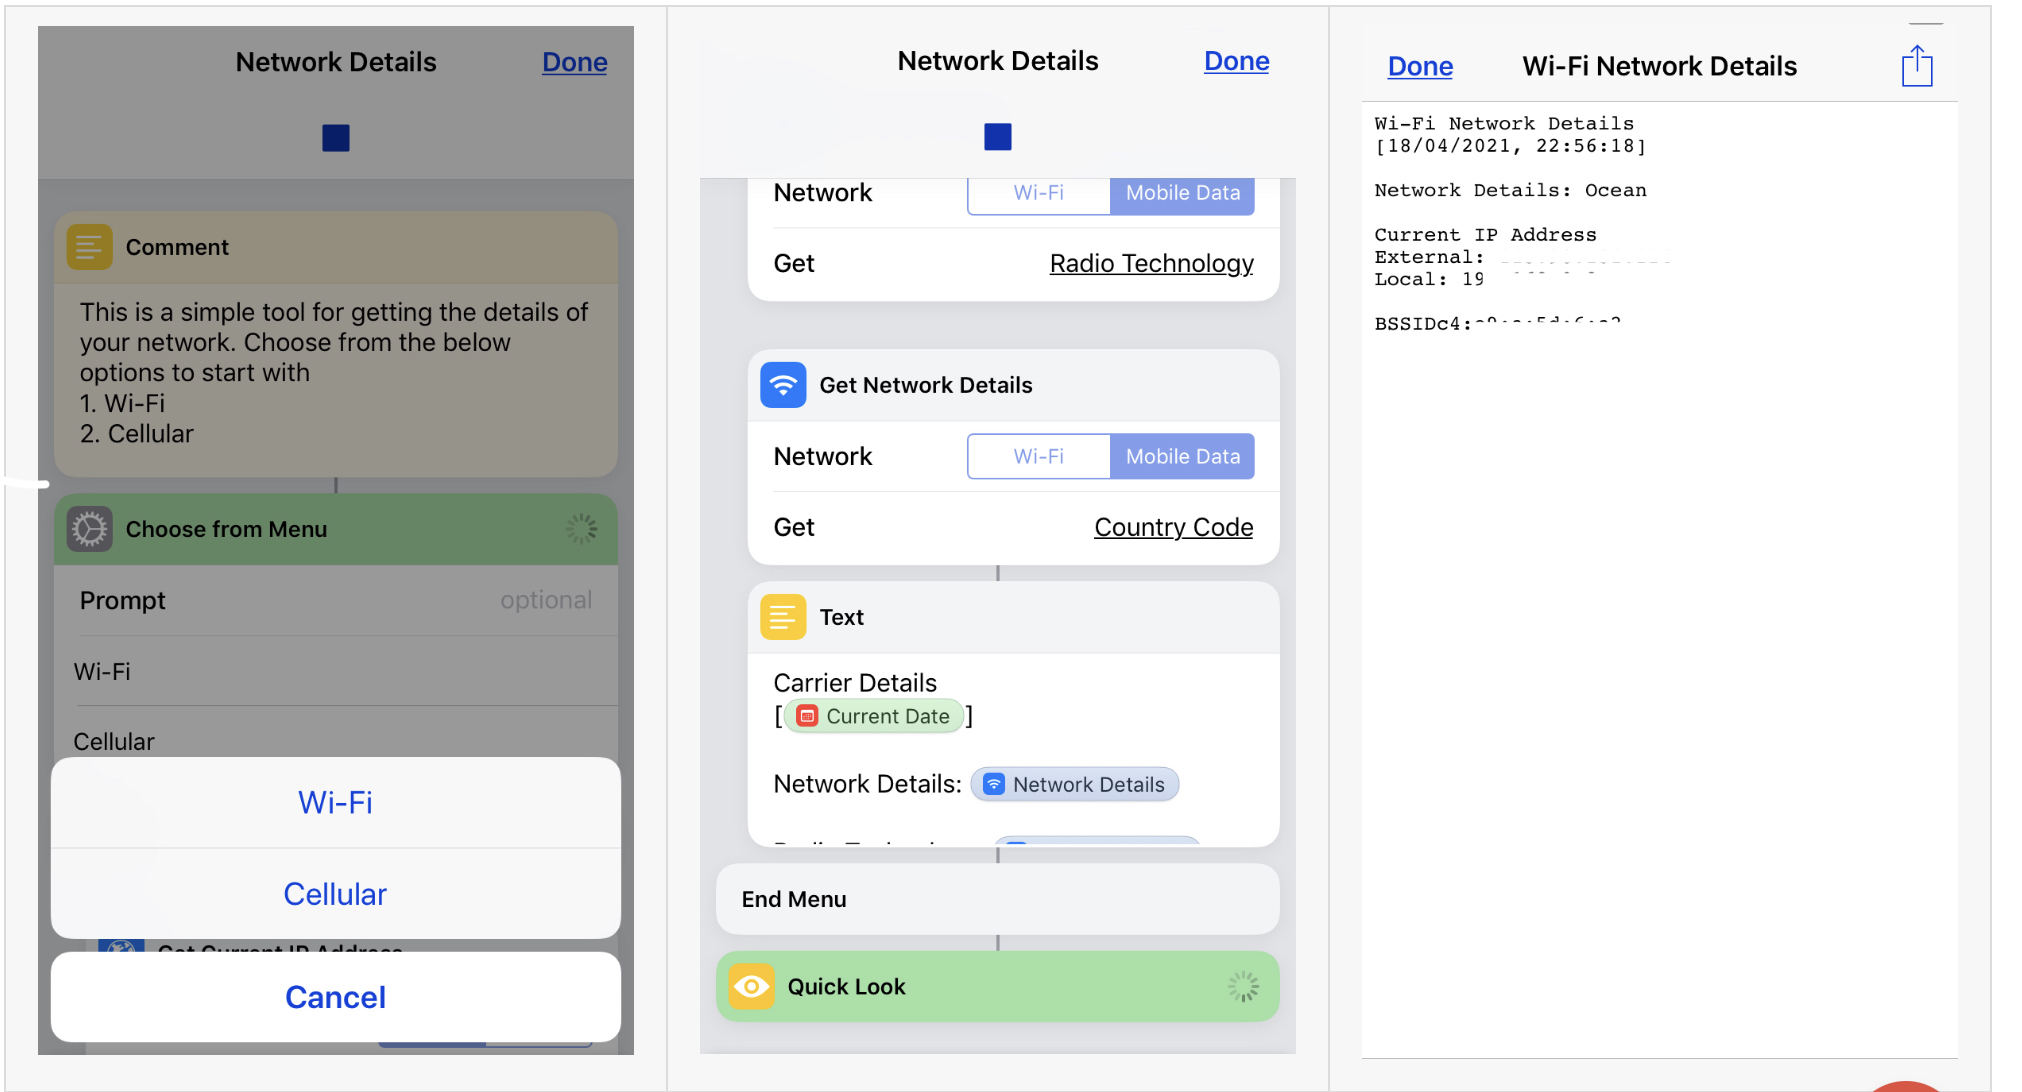 Network Details
Done
Comment
This is a simple tool for getting the details of
your network. Choose from the below
options to start with
1. Wi-Fi
2. Cellular
Choose from Menu
Prompt
optional
Wi-Fi
Cellular
Wi-Fi
Cellular
Get Current IP Address
Cancel
Network Details
Done
Network
Wi-Fi
Mobile Data
Get
Radio Technology
Get Network Details
Network
Wi-Fi
Mobile Data
Get
Country Code
Text
Carrier Details
[Current Date]
Network Details: Network Details
End Menu
Quick Look
Done
Wi-Fi Network Details
Wi-Fi Network Details
[18/04/2021, 22:56:18]
Network Details: Ocean
Current IP Address
External:
Local: 19
BSSIDc4: